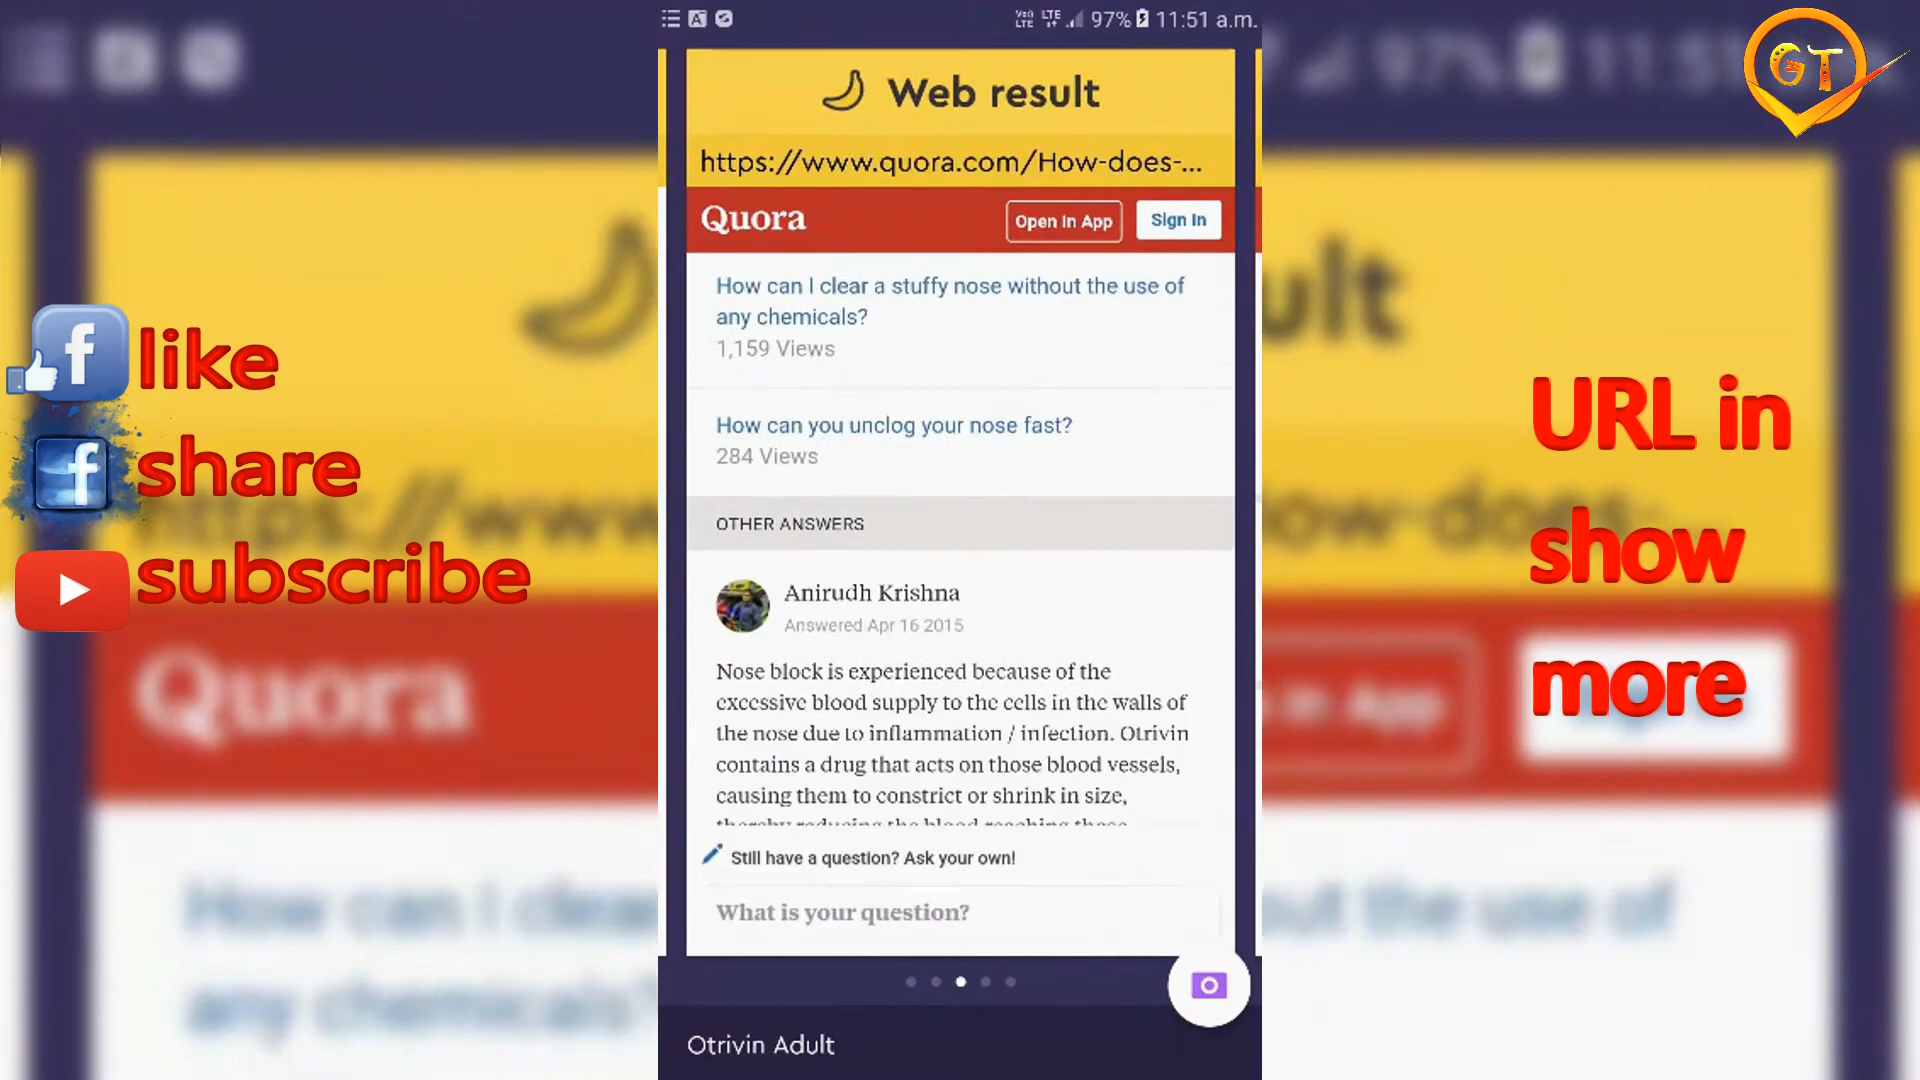 97% 11:51 a.m.
GT
Web result
https://www.quora.com/How-does-...
Quora
Open In App
Sign In
How can I clear a stuffy nose without the use of
any chemicals?
1,159 Views
How can you unclog your nose fast?
284 Views
OTHER ANSWERS
Anirudh Krishna
Answered Apr 16 2015
Nose block is experienced because of the
excessive blood supply to the cells in the walls of
the nose due to inflammation / infection. Otrivin
contains a drug that acts on those blood vessels,
causing them to constrict or shrink in size,
Still have a question? Ask your own!
What is your question?
Otrivin Adult
like
share
subscribe
URL in
show
more